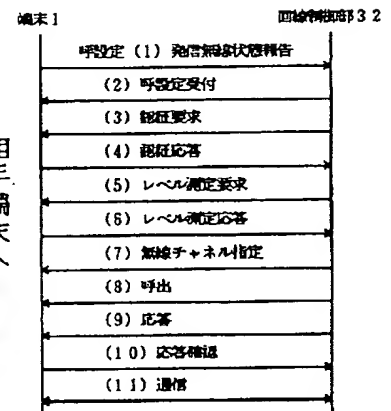 端末1
回線制御部32
呼設定(1)発信無線状態報告
(2)呼設定受付
(3)認証要求
(4)認証応答
(5)レベル測定要求
(6)レベル測定応答
(7)無線チャネル指定
(8)呼出
(9)応答
(10)応答確認
(11)通信